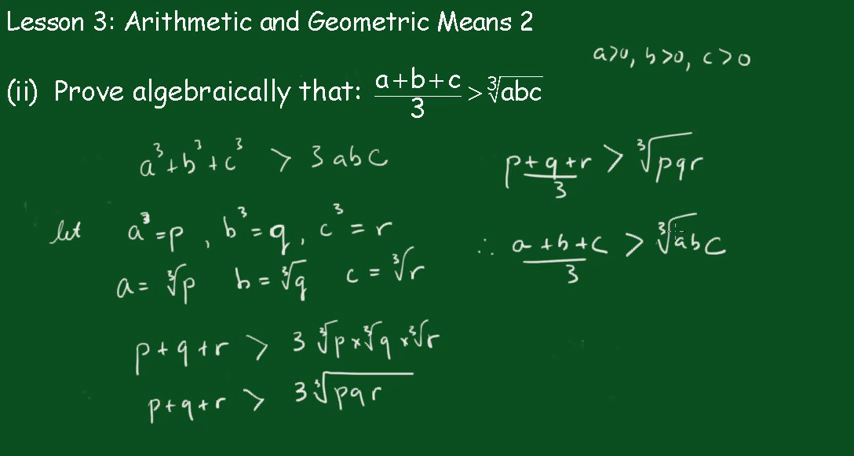 Lesson 3: Arithmetic and Geometric Means 2
a>0, b>0, c>0
(ii) Prove algebraically that: (a+b+c)/3 > ∛abc
a³+b³+c³ > 3abc
let a³=p, b³=q, c³=r
a=∛p b=∛q c=∛r
p+q+r > 3 ∛p×∛q×∛r
p+q+r > 3∛pqr
(p+q+r)/3 > ∛pqr
∴ (a+b+c)/3 > ∛abc